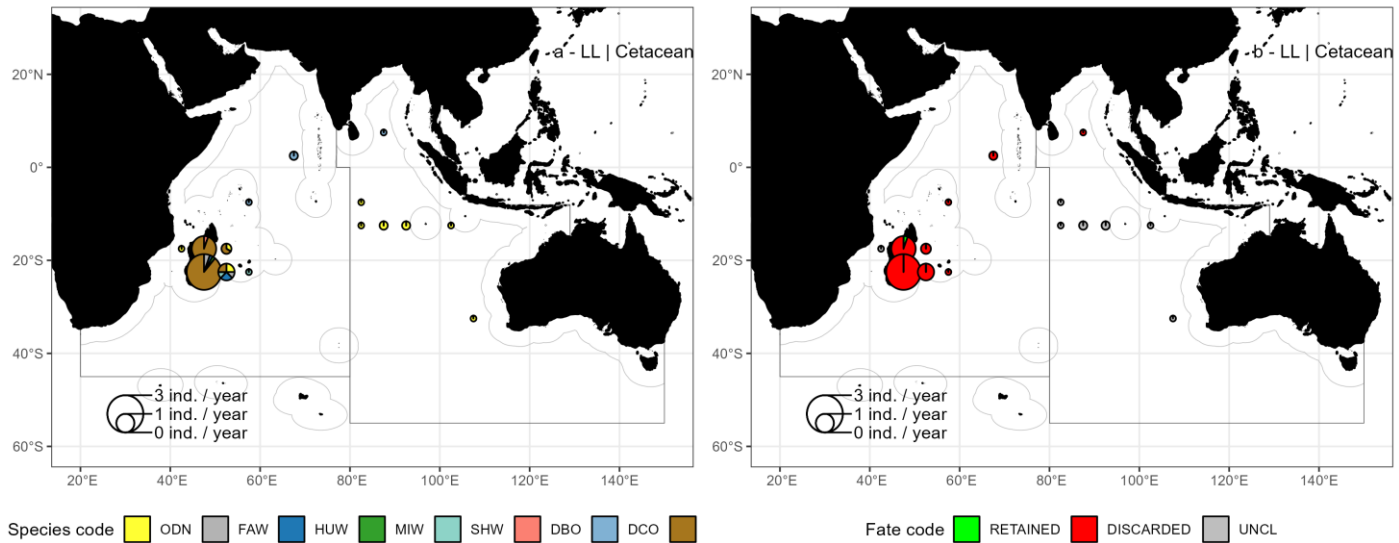 a - LL | Cetacean
20°N
0°
20°S
40°S
60°S
3 ind. / year
1 ind. / year
0 ind. / year
20°E 40°E 60°E 80°E 100°E 120°E 140°E
Species code ODN FAW HUW MIW SHW DBO DCO
b - LL | Cetacean
20°N
0°
20°S
40°S
60°S
3 ind. / year
1 ind. / year
0 ind. / year
20°E 40°E 60°E 80°E 100°E 120°E 140°E
Fate code RETAINED DISCARDED UNCL